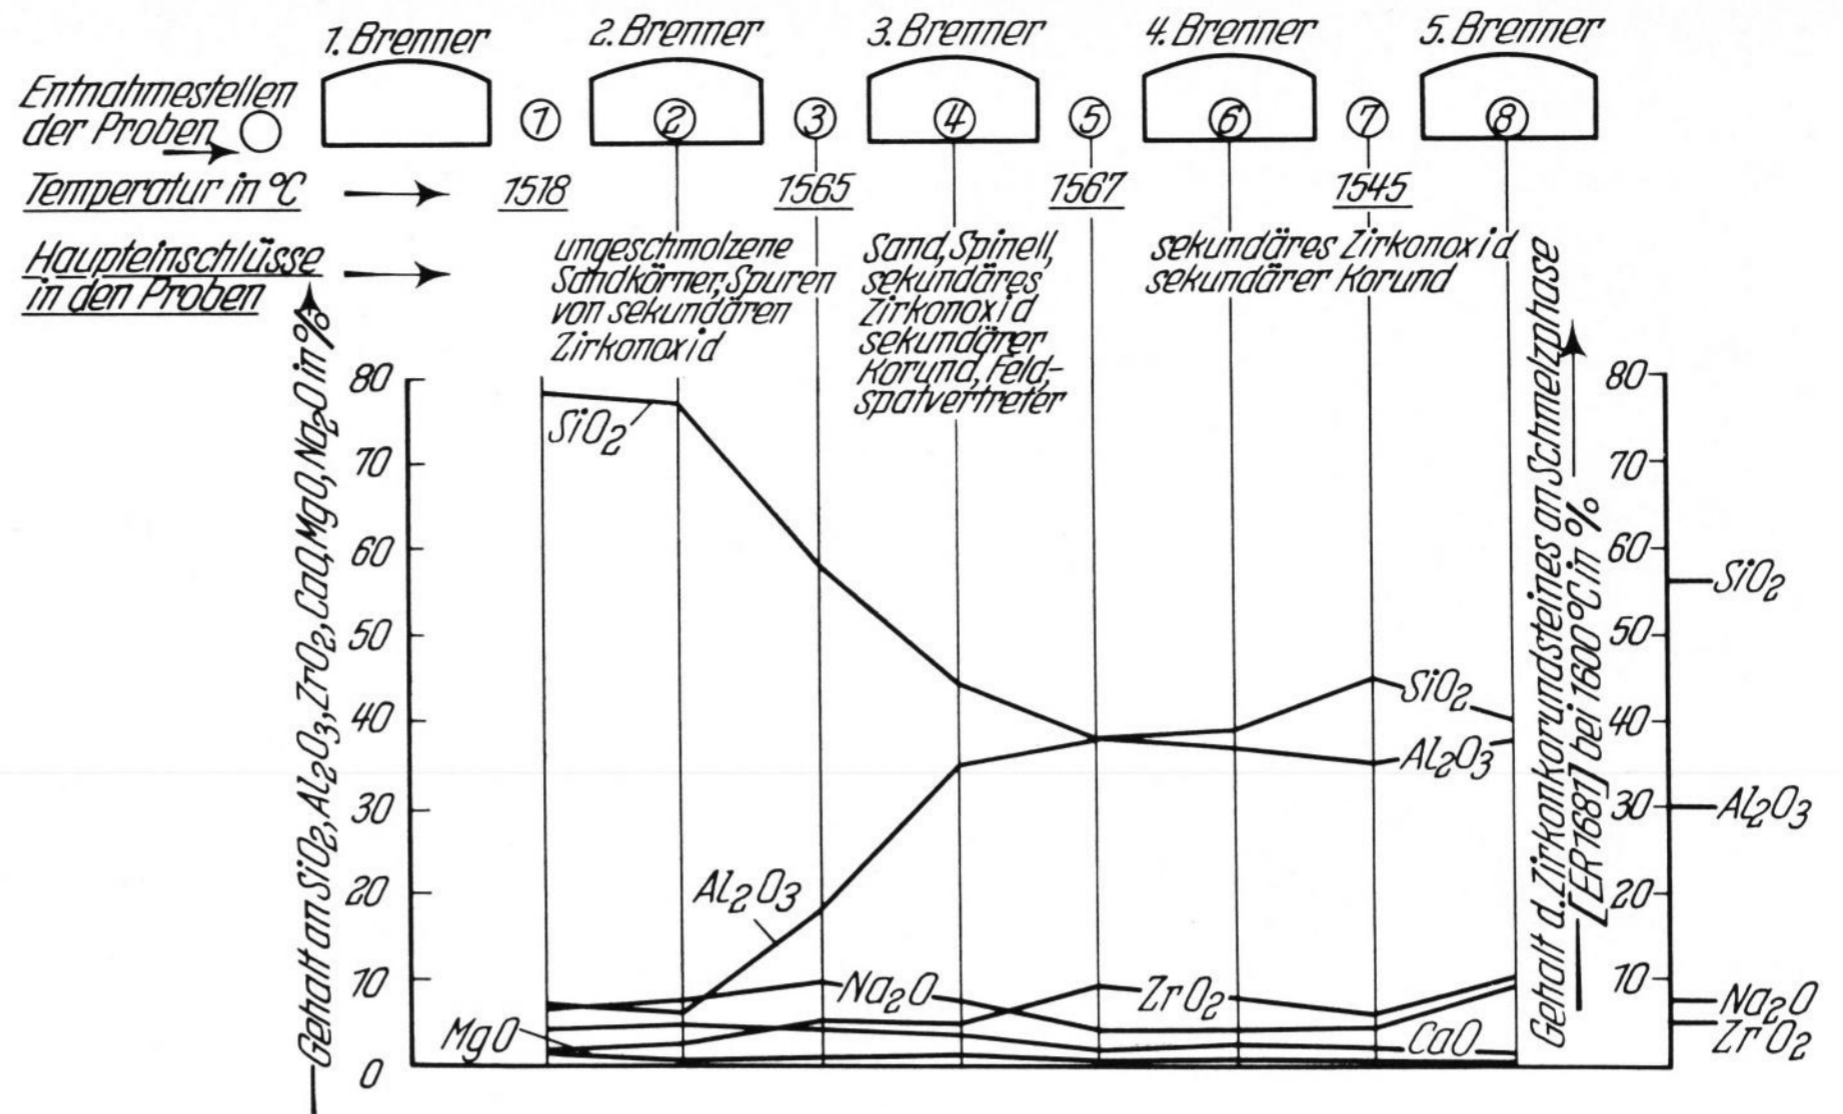 1. Brenner 2. Brenner 3. Brenner 4. Brenner 5. Brenner
Entnahmestellen
der Proben
1 2 3 4 5 6 7 8
Temperatur in °C 1518 1565 1567 1545
Haupteinschlüsse
in den Proben
ungeschmolzene
Sandkörner, Spuren
von sekundären
Zirkonoxid
Sand, Spinell,
sekundäres
Zirkonoxid
sekundärer
Korund, Feld-
spatvertreter
sekundäres Zirkonoxid
sekundärer Korund
Gehalt an SiO2, Al2O3, ZrO2, CaO, MgO, Na2O in %
80
70
60
50
40
30
20
10
0
SiO2
Al2O3
MgO
Na2O
ZrO2
CaO
SiO2
Al2O3
Gehalt d. Zirkonkorundsteines an Schmelzphase
[ER 1681] bei 1600 °C in %
80
70
60
50
40
30
20
10
SiO2
Al2O3
Na2O
ZrO2